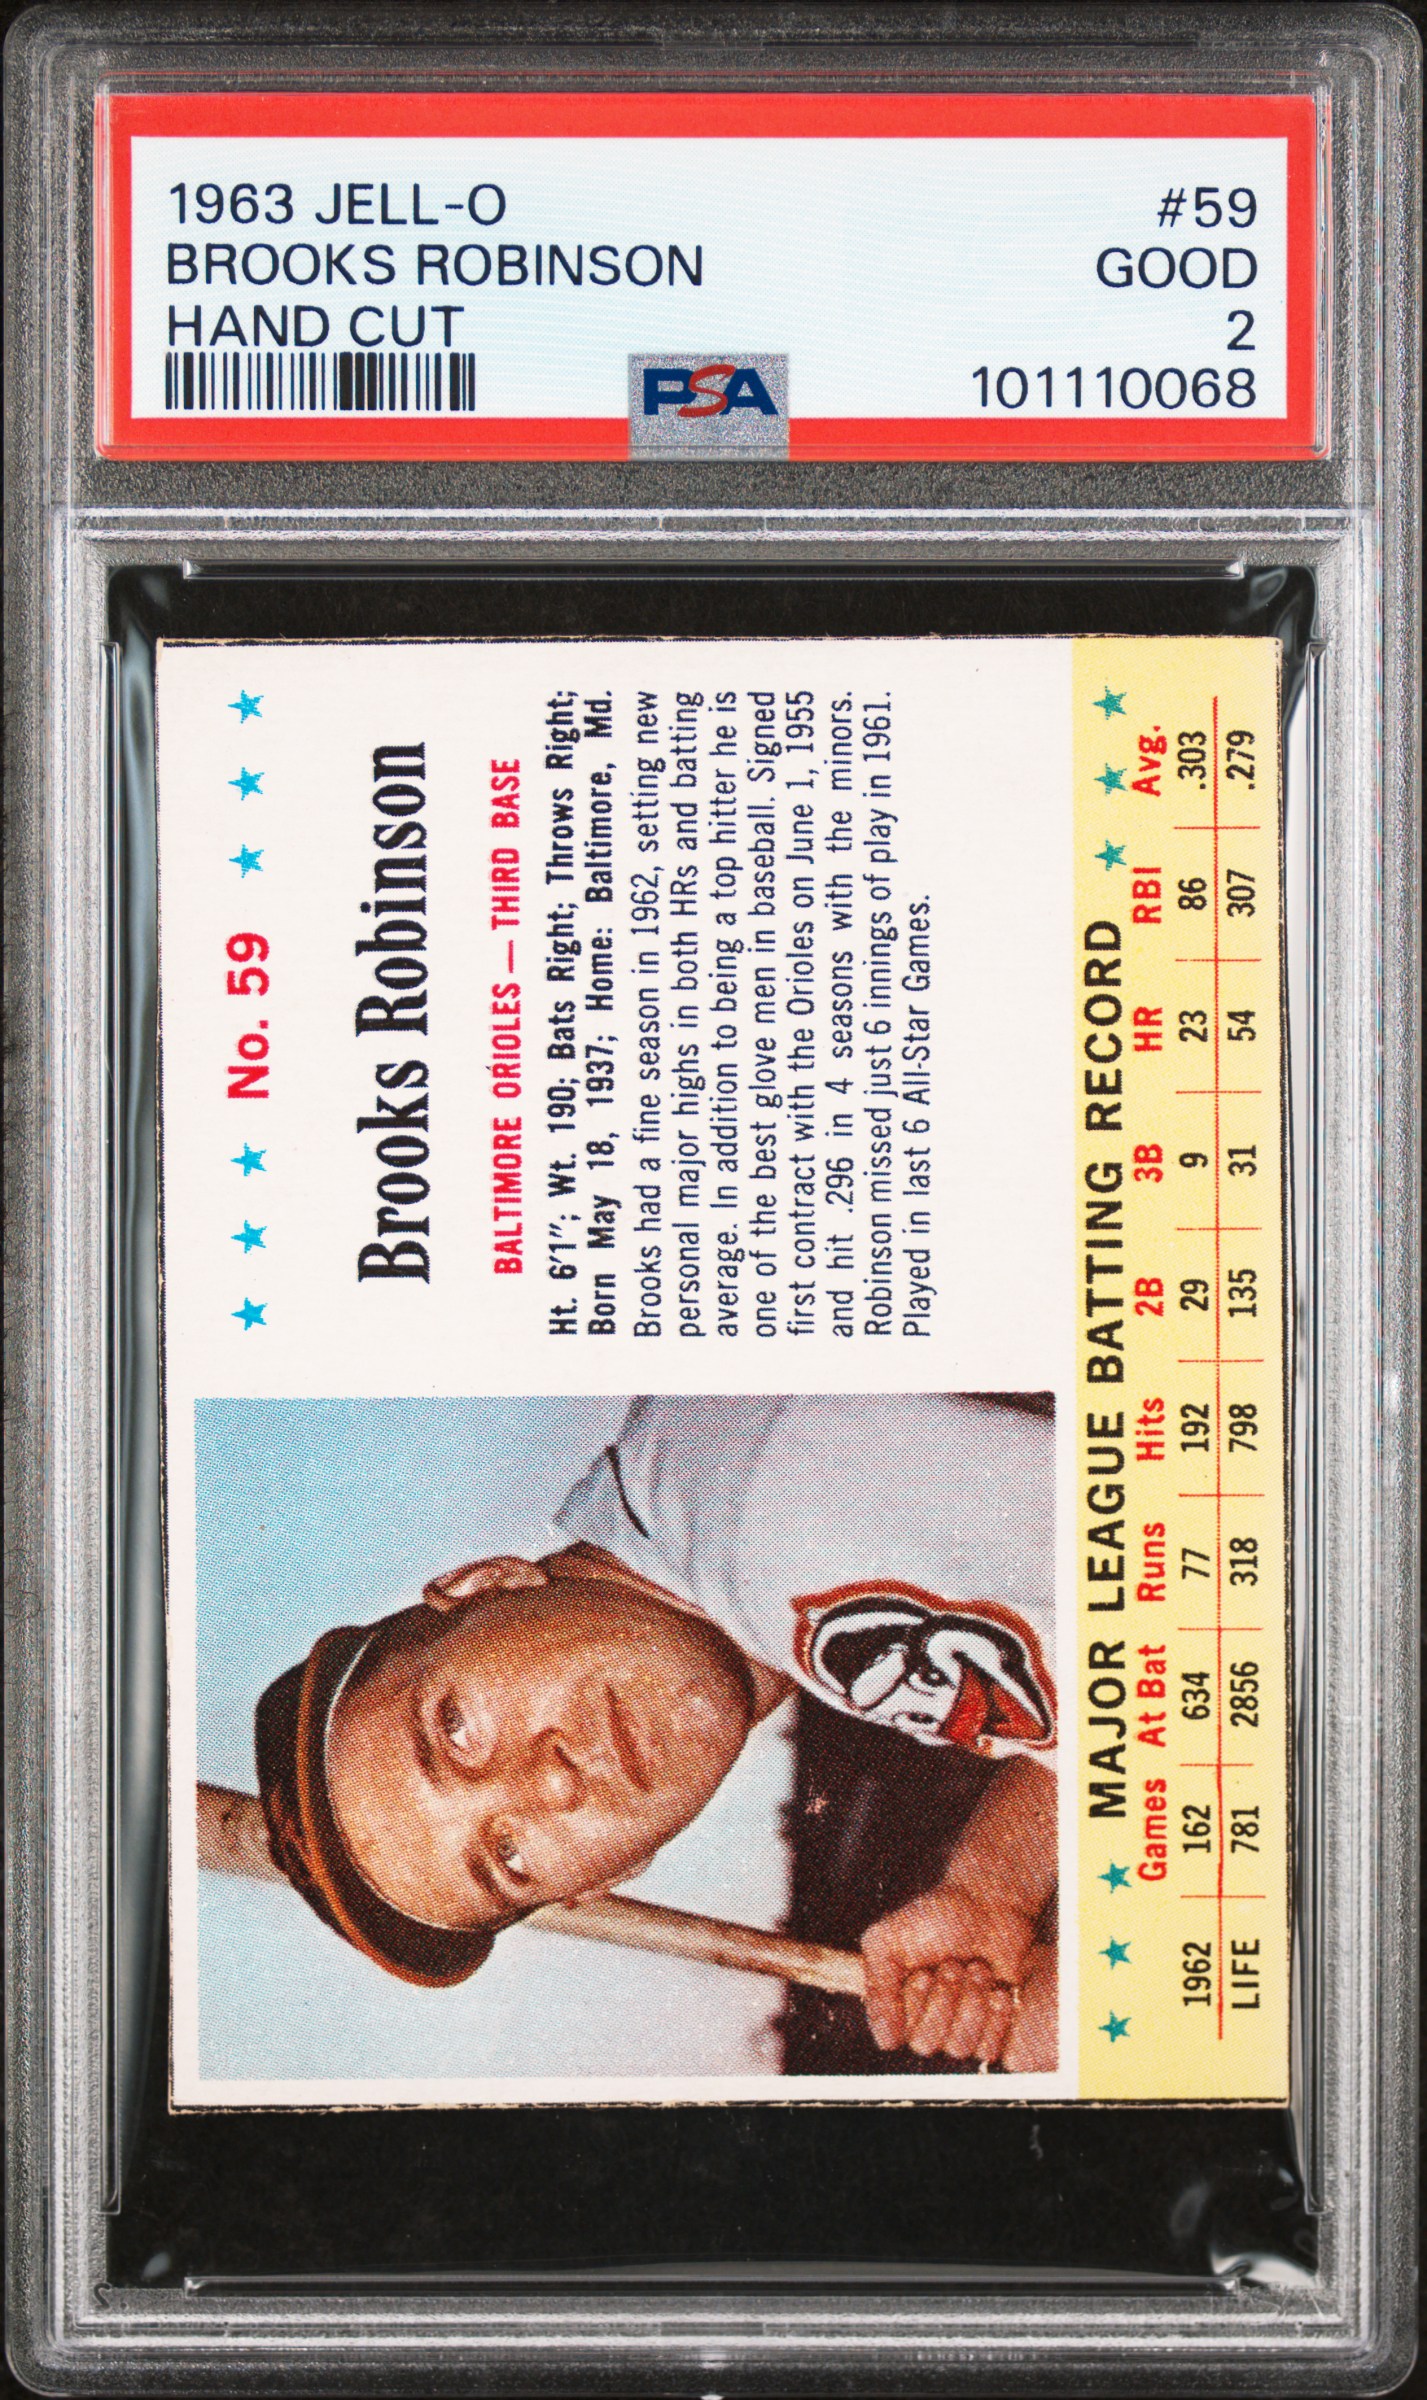 1963 JELL-O #59
BROOKS ROBINSON GOOD
HAND CUT 2
PSA 101110068
No. 59
Brooks Robinson
BALTIMORE ORIOLES—THIRD BASE
Ht. 6'1"; Wt. 190; Bats Right; Throws Right;
Born May 18, 1937; Home: Baltimore, Md.
Brooks had a fine season in 1962, setting new
personal major highs in both HRs and batting
average. In addition to being a top hitter he is
one of the best glove men in baseball. Signed
first contract with the Orioles on June 1, 1955
and hit .296 in 4 seasons with the minors.
Robinson missed just 6 innings of play in 1961.
Played in last 6 All-Star Games.
MAJOR LEAGUE BATTING RECORD
Games At Bat Runs Hits 2B 3B HR RBI Avg.
1962 162 634 77 192 29 9 23 86 .303
LIFE 781 2856 318 798 135 31 54 307 .279